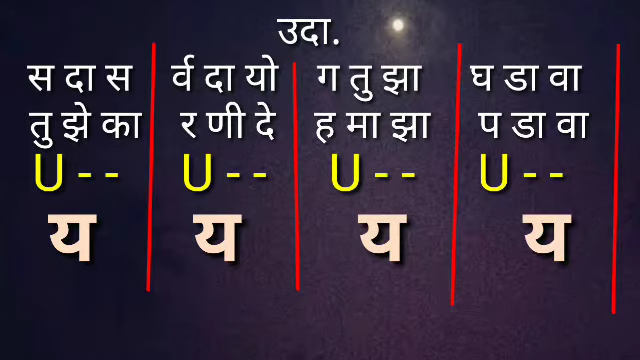 उदा.
स दा स र्व दा यो ग तु झा घ डा वा
तु झे का र णी दे ह मा झा प डा वा
U - - U - - U - - U - -
य य य य